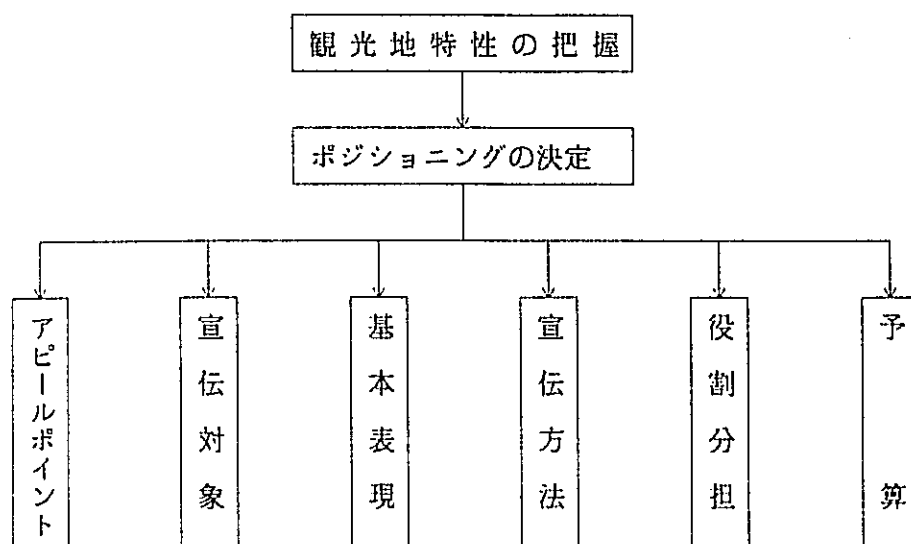 観光地特性の把握
ポジショニングの決定
アピールポイント
宣伝対象
基本表現
宣伝方法
役割分担
予算